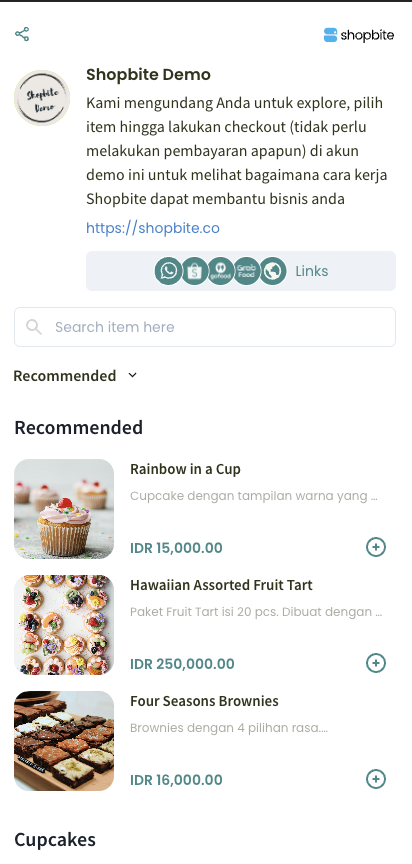 shopbite
Shopbite Demo
Shopbite
Demo
Kami mengundang Anda untuk explore, pilih
item hingga lakukan checkout (tidak perlu
melakukan pembayaran apapun) di akun
demo ini untuk melihat bagaimana cara kerja
Shopbite dapat membantu bisnis anda
https://shopbite.co
gofood
Grab
Food
Links
Search item here
Recommended
Recommended
Rainbow in a Cup
Cupcake dengan tampilan warna yang ...
IDR 15,000.00
Hawaiian Assorted Fruit Tart
Paket Fruit Tart isi 20 pcs. Dibuat dengan ...
IDR 250,000.00
Four Seasons Brownies
Brownies dengan 4 pilihan rasa....
IDR 16,000.00
Cupcakes